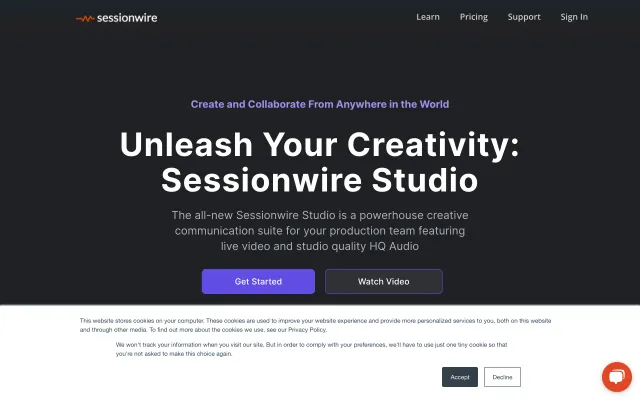 sessionwire
Learn
Pricing
Support
Sign In
Create and Collaborate From Anywhere in the World
Unleash Your Creativity:
Sessionwire Studio
The all-new Sessionwire Studio is a powerhouse creative
communication suite for your production team featuring
live video and studio quality HQ Audio
Get Started
Watch Video
This website stores cookies on your computer. These cookies are used to improve your website experience and provide more personalized services to you, both on this website
and through other media. To find out more about the cookies we use, see our Privacy Policy.
We won't track your information when you visit our site. But in order to comply with your preferences, we'll have to use just one tiny cookie so that
you're not asked to make this choice again.
Accept
Decline